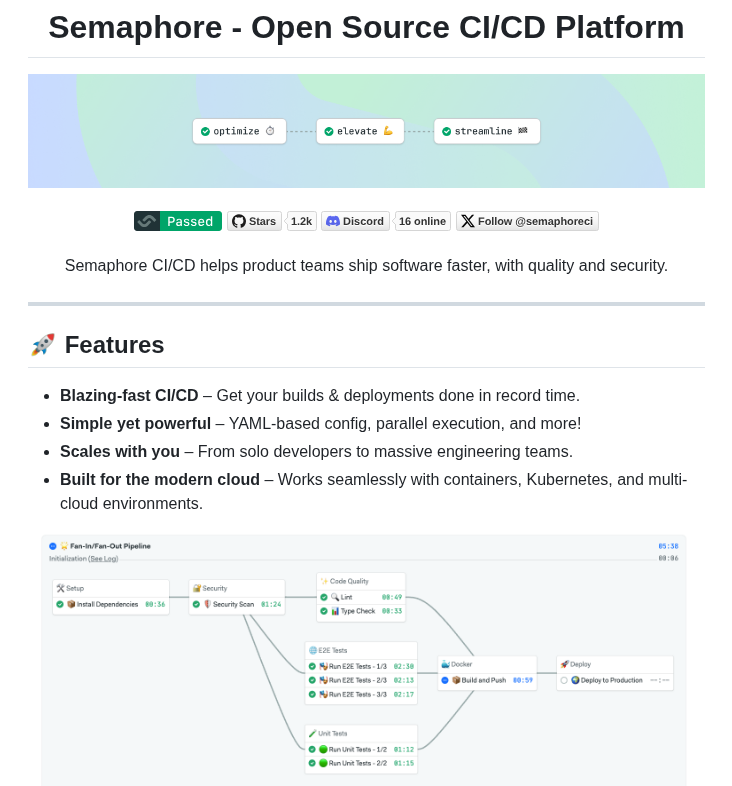 Semaphore - Open Source CI/CD Platform
optimize ⏱ elevate 💪 streamline 🏁
Passed Stars 1.2k Discord 16 online Follow @semaphoreci
Semaphore CI/CD helps product teams ship software faster, with quality and security.
🚀 Features
• Blazing-fast CI/CD – Get your builds & deployments done in record time.
• Simple yet powerful – YAML-based config, parallel execution, and more!
• Scales with you – From solo developers to massive engineering teams.
• Built for the modern cloud – Works seamlessly with containers, Kubernetes, and multi-
cloud environments.
Fan-In/Fan-Out Pipeline 05:38
Initialization (See Log) 00:06
Setup
Install Dependencies 00:36
Security
Security Scan 01:24
Code Quality
Lint 00:49
Type Check 00:33
E2E Tests
Run E2E Tests - 1/3 02:30
Run E2E Tests - 2/3 02:13
Run E2E Tests - 3/3 02:17
Unit Tests
Run Unit Tests - 1/2 01:12
Run Unit Tests - 2/2 01:15
Docker
Build and Push 00:59
Deploy
Deploy to Production --:--